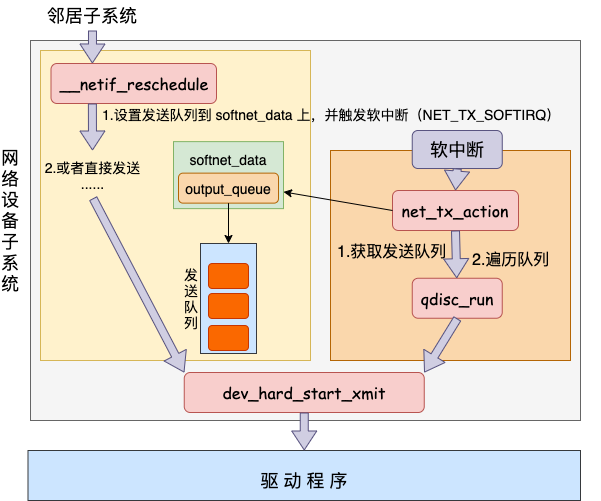 邻居子系统
__netif_reschedule
1.设置发送队列到 softnet_data 上，并触发软中断（NET_TX_SOFTIRQ）
软中断
2.或者直接发送
......
softnet_data
output_queue
net_tx_action
1.获取发送队列
2.遍历队列
发送队列
qdisc_run
网络设备子系统
dev_hard_start_xmit
驱动程序